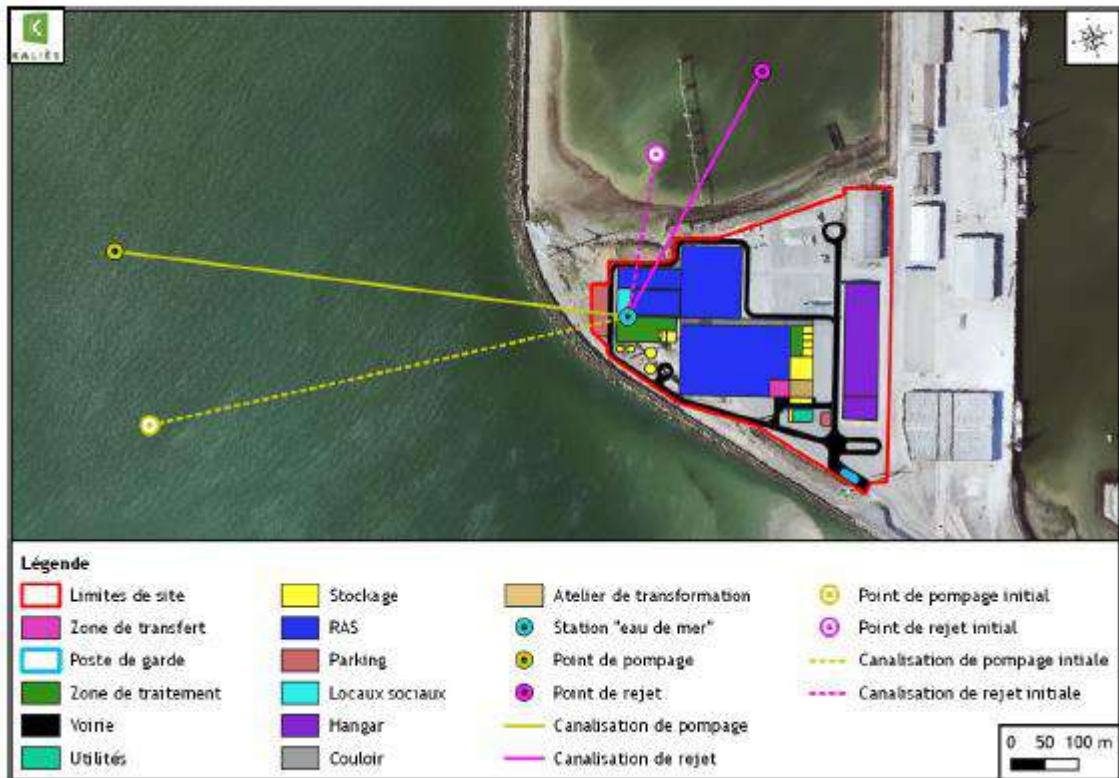 KALIÈS
Légende
Limites de site
Zone de transfert
Poste de garde
Zone de traitement
Voirie
Utilités
Stockage
RAS
Parking
Locaux sociaux
Hangar
Couloir
Atelier de transformation
Station "eau de mer"
Point de pompage
Point de rejet
Canalisation de pompage
Canalisation de rejet
Point de pompage initial
Point de rejet initial
Canalisation de pompage intiale
Canalisation de rejet initiale
0 50 100 m